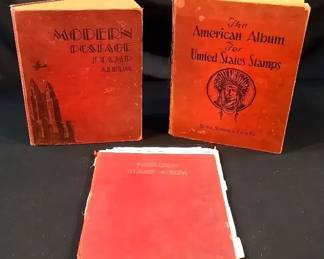 MODERN
POSTAGE
STAMP
ALBUM
The
American Album
For
United States Stamps
STAMP ALBUM